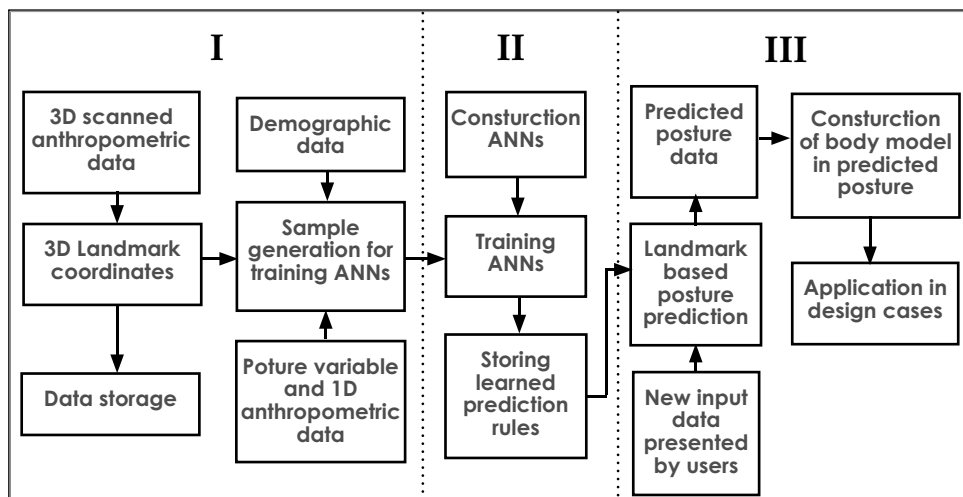 I
II
III
3D scanned
anthropometric
data
Demographic
data
3D Landmark
coordinates
Sample
generation for
training ANNs
Data storage
Poture variable
and 1D
anthropometric
data
Consturction
ANNs
Training
ANNs
Storing
learned
prediction
rules
Predicted
posture
data
Consturction
of body model
in predicted
posture
Landmark
based
posture
prediction
Application in
design cases
New input
data
presented
by users